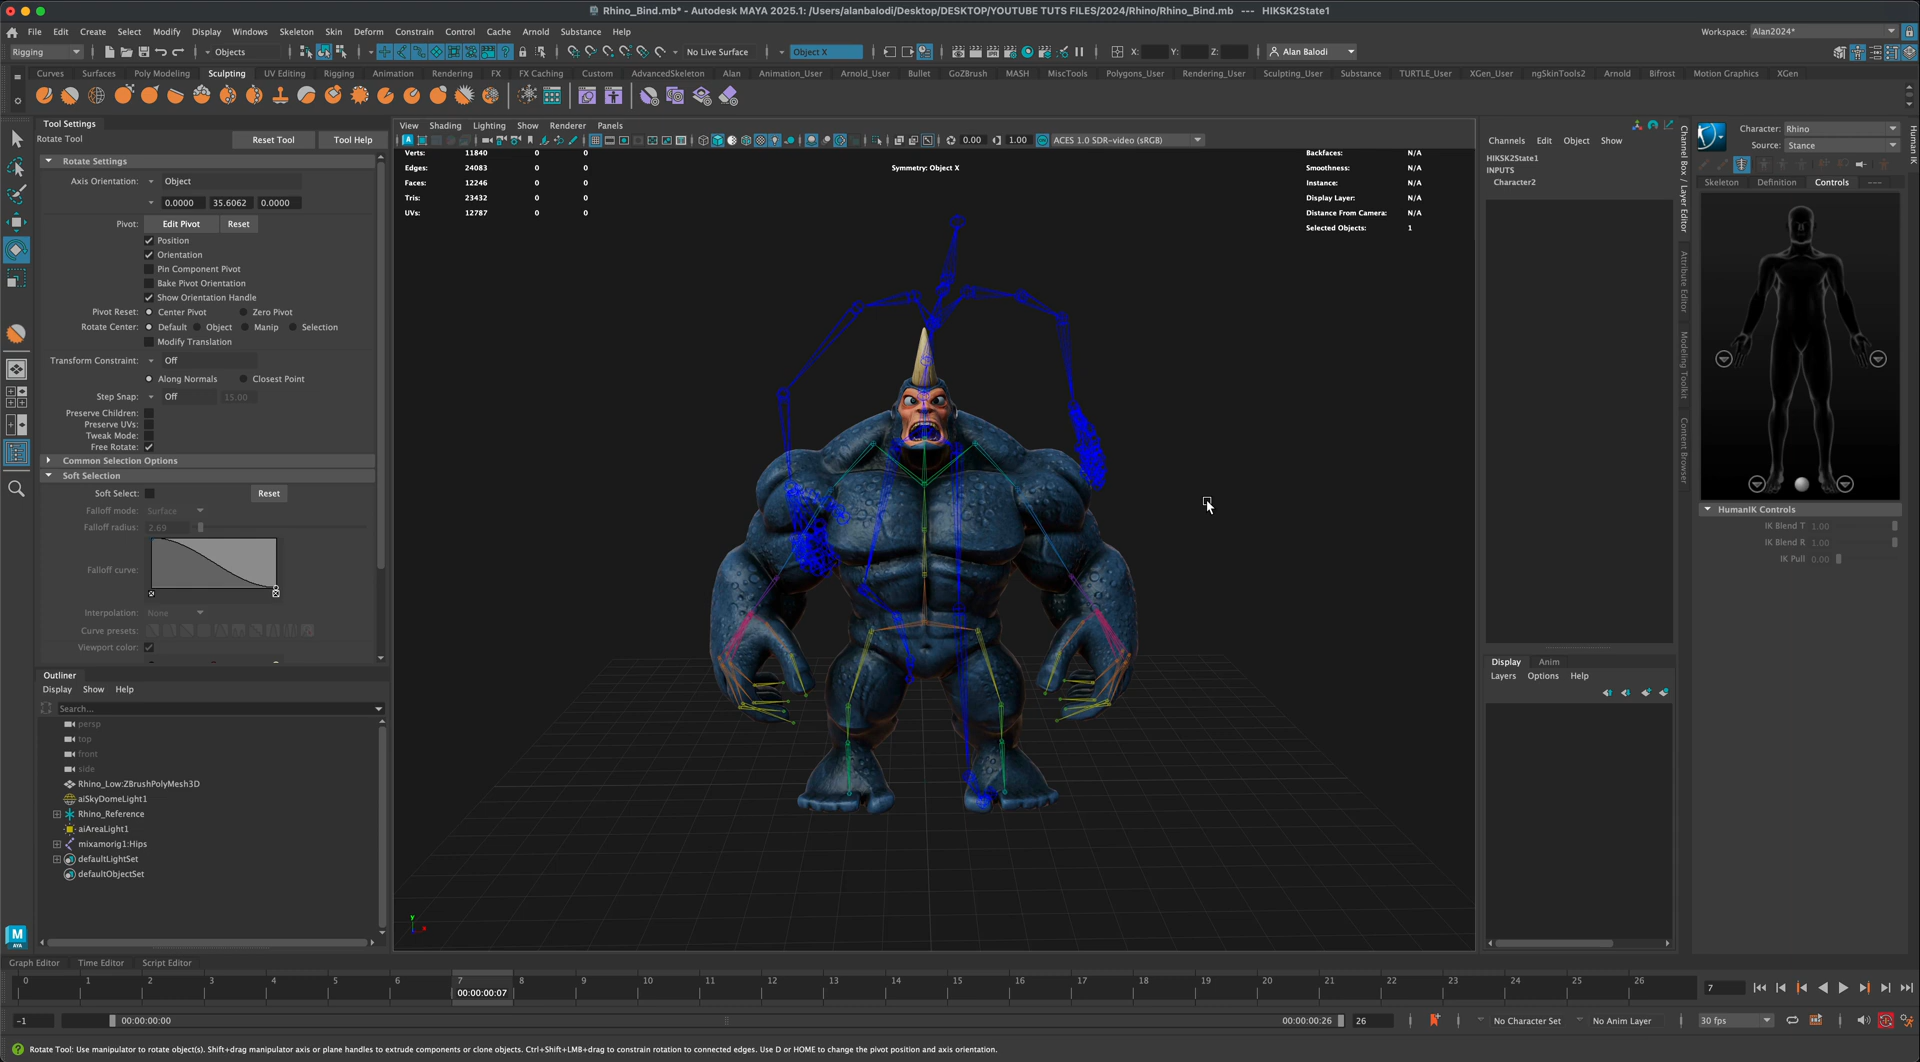 Rhino_Bind.mb* - Autodesk MAYA 2025.1: /Users/alanbalodi/Desktop/DESKTOP/YOUTUBE TUTS FILES/2024/Rhino/Rhino_Bind.mb --- HIKSK2State1
File Edit Create Select Modify Display Windows Skeleton Skin Deform Constrain Control Cache Arnold Substance Help
Workspace: Alan2024*
Rigging Objects No Live Surface Object X X: Y: Z: Alan Balodi
Curves Surfaces Poly Modeling Sculpting UV Editing Rigging Animation Rendering FX FX Caching Custom AdvancedSkeleton Alan Animation_User Arnold_User Bullet GoZBrush MASH MiscTools Polygons_User Rendering_User Sculpting_User Substance TURTLE_User XGen_User ngSkinTools2 Arnold Bifrost Motion Graphics XGen
Tool Settings
Rotate Tool Reset Tool Tool Help
Rotate Settings
Axis Orientation: Object
0.0000 35.6062 0.0000
Pivot: Edit Pivot Reset
Position
Orientation
Pin Component Pivot
Bake Pivot Orientation
Show Orientation Handle
Pivot Reset: Center Pivot Zero Pivot
Rotate Center: Default Object Manip Selection
Modify Translation
Transform Constraint: Off
Along Normals Closest Point
Step Snap: Off 15.00
Preserve Children:
Preserve UVs:
Tweak Mode:
Free Rotate:
Common Selection Options
Soft Selection
Soft Select: Reset
Falloff mode: Surface
Falloff radius: 2.69
Falloff curve:
Interpolation: None
Curve presets:
Viewport color:
Outliner
Display Show Help
Search...
persp
top
front
side
Rhino_Low:ZBrushPolyMesh3D
aiSkyDomeLight1
Rhino_Reference
aiAreaLight1
mixamorig1:Hips
defaultLightSet
defaultObjectSet
View Shading Lighting Show Renderer Panels
0.00 1.00 ACES 1.0 SDR-video (sRGB)
Verts: 11840 0 0
Edges: 24083 0 0
Faces: 12246 0 0
Tris: 23432 0 0
UVs: 12787 0 0
Symmetry: Object X
Backfaces: N/A
Smoothness: N/A
Instance: N/A
Display Layer: N/A
Distance From Camera: N/A
Selected Objects: 1
y
x
Channels Edit Object Show
HIKSK2State1
INPUTS
Character2
Display Anim
Layers Options Help
Channel Box / Layer Editor
Attribute Editor
Modeling Toolkit
Content Browser
Character: Rhino
Source: Stance
Skeleton Definition Controls
Human IK
HumanIK Controls
IK Blend T 1.00
IK Blend R 1.00
IK Pull 0.00
M
AYA
Graph Editor Time Editor Script Editor
0 1 2 3 4 5 6 7 8 9 10 11 12 13 14 15 16 17 18 19 20 21 22 23 24 25 26
00:00:00:07
7
-1 00:00:00:00 00:00:00:26 26 No Character Set No Anim Layer 30 fps
Rotate Tool: Use manipulator to rotate object(s). Shift+drag manipulator axis or plane handles to extrude components or clone objects. Ctrl+Shift+LMB+drag to constrain rotation to connected edges. Use D or HOME to change the pivot position and axis orientation.